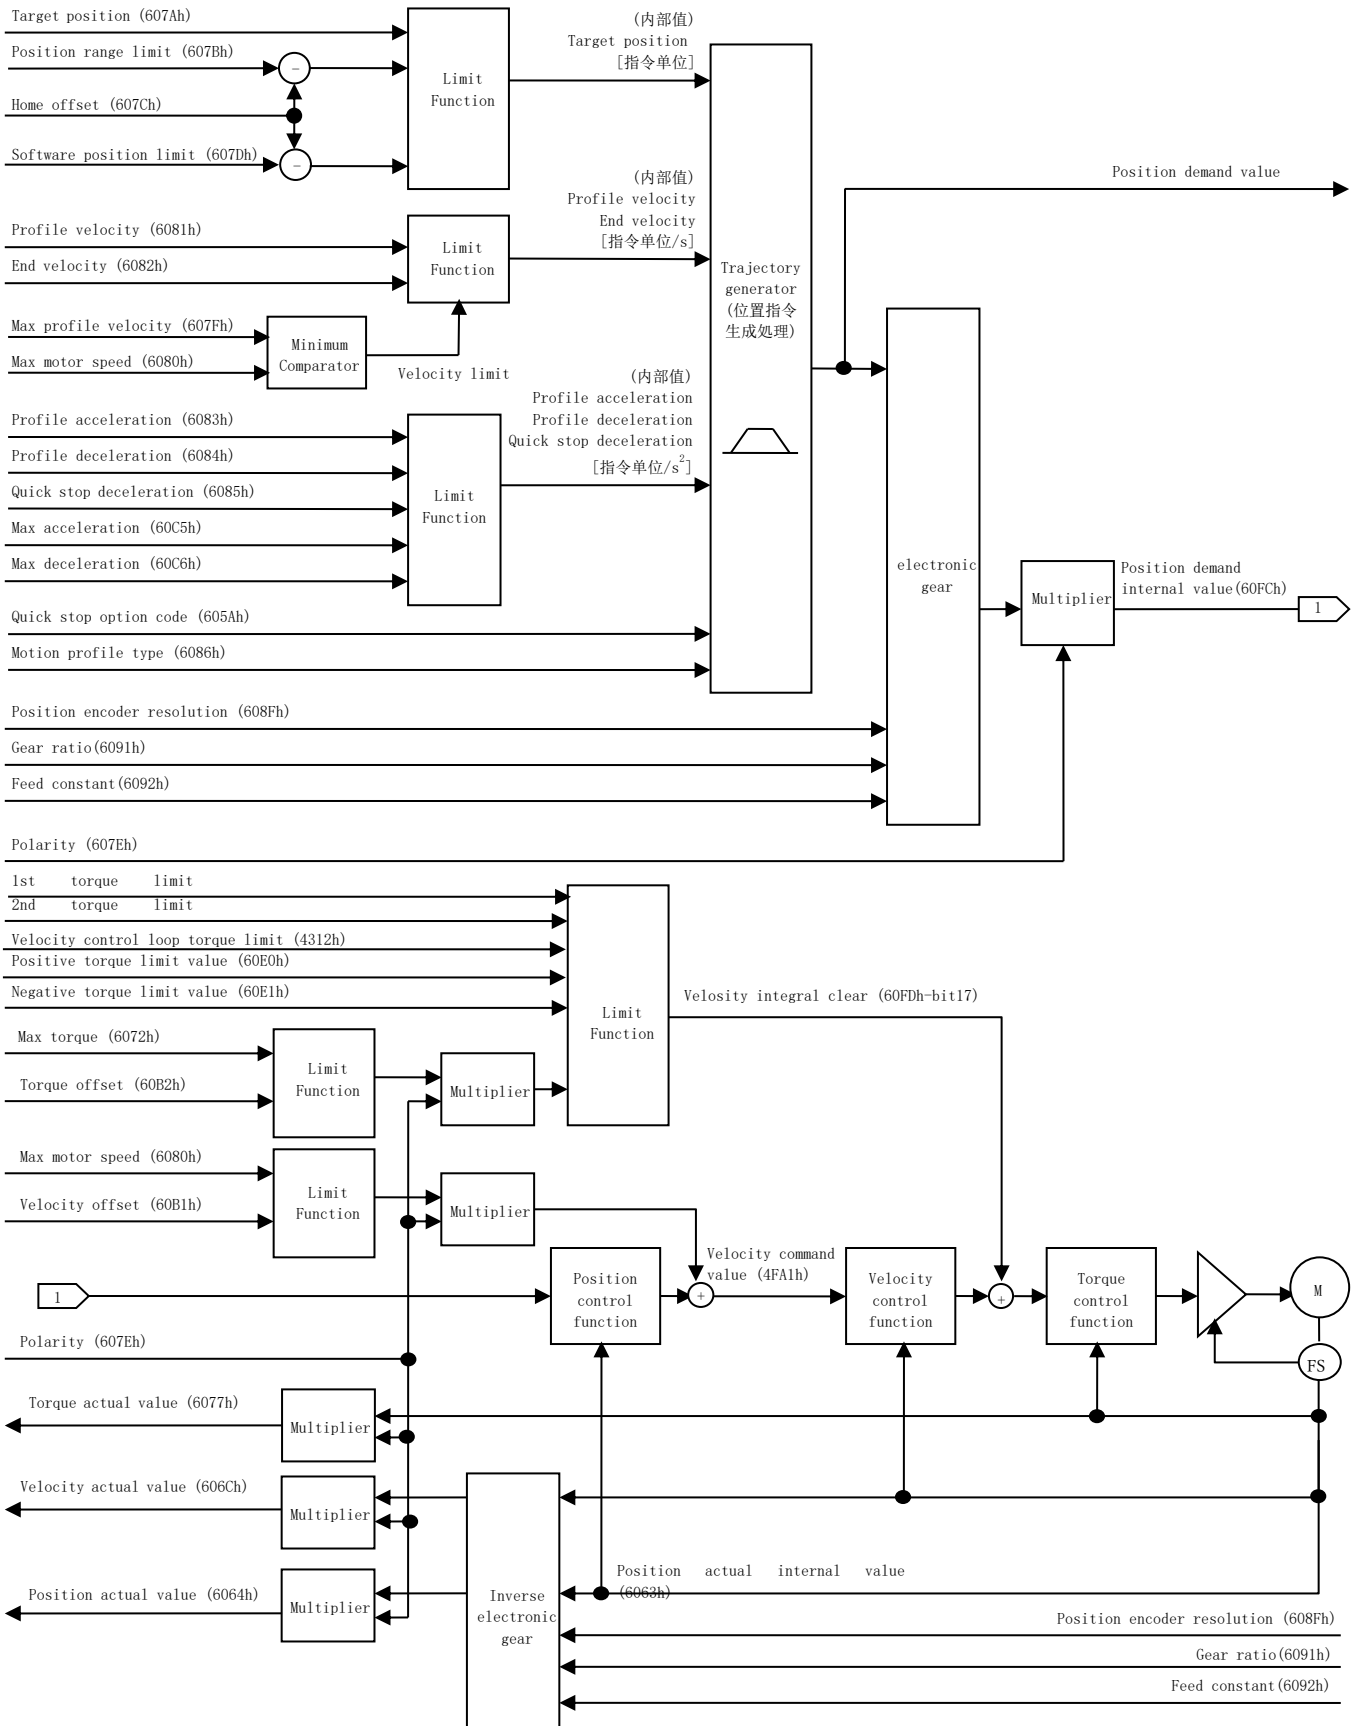 Target position (607Ah)
Position range limit (607Bh)
Home offset (607Ch)
Software position limit (607Dh)
-
-
Limit
Function
(内部值)
Target position
[指令单位]
Profile velocity (6081h)
End velocity (6082h)
Limit
Function
(内部值)
Profile velocity
End velocity
[指令单位/s]
Max profile velocity (607Fh)
Max motor speed (6080h)
Minimum
Comparator
Velocity limit
Profile acceleration (6083h)
Profile deceleration (6084h)
Quick stop deceleration (6085h)
Max acceleration (60C5h)
Max deceleration (60C6h)
Limit
Function
(内部值)
Profile acceleration
Profile deceleration
Quick stop deceleration
[指令单位/s²]
Quick stop option code (605Ah)
Motion profile type (6086h)
Trajectory
generator
(位置指令
生成处理)
Position demand value
Position encoder resolution (608Fh)
Gear ratio(6091h)
Feed constant(6092h)
electronic
gear
Multiplier
Position demand
internal value(60FCh)
1
Polarity (607Eh)
1st torque limit
2nd torque limit
Velocity control loop torque limit (4312h)
Positive torque limit value (60E0h)
Negative torque limit value (60E1h)
Limit
Function
Velosity integral clear (60FDh-bit17)
Max torque (6072h)
Torque offset (60B2h)
Limit
Function
Multiplier
Max motor speed (6080h)
Velocity offset (60B1h)
Limit
Function
Multiplier
1
Position
control
function
+
Velocity command
value (4FA1h)
Velocity
control
function
+
Torque
control
function
M
FS
Polarity (607Eh)
Torque actual value (6077h)
Multiplier
Velocity actual value (606Ch)
Multiplier
Position actual value (6064h)
Multiplier
Inverse
electronic
gear
Position actual internal value
(6063h)
Position encoder resolution (608Fh)
Gear ratio(6091h)
Feed constant(6092h)